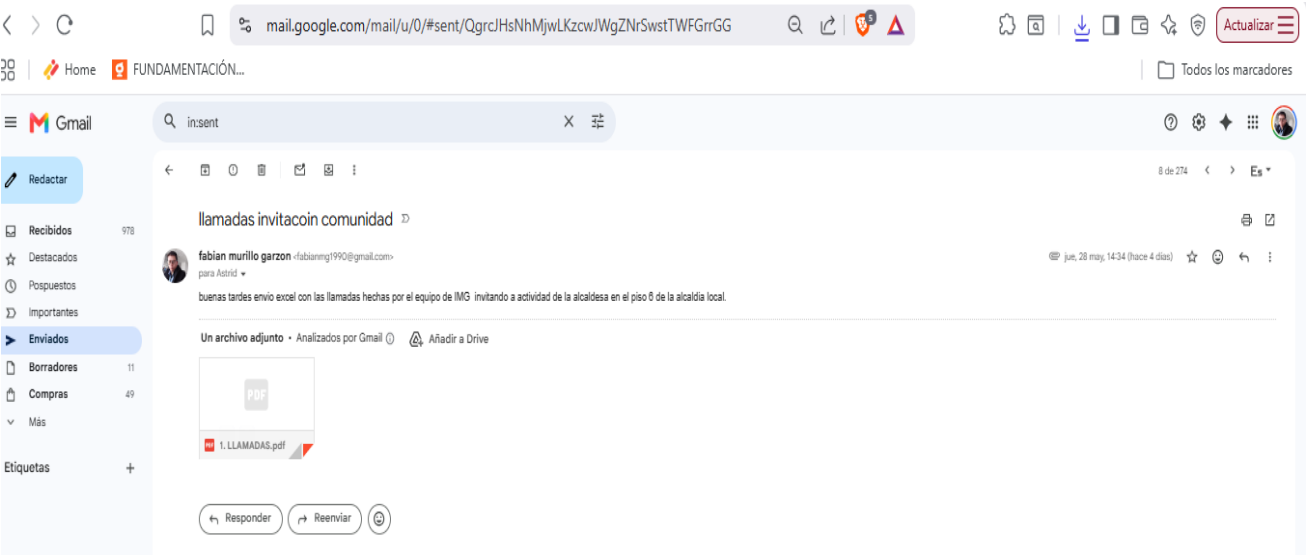 mail.google.com/mail/u/0/#sent/QgrcJHsNhMjwLKzcwJWgZNrSwstTWFGrrGG
5
Actualizar
Home
FUNDAMENTACIÓN...
Todos los marcadores
Gmail
in:sent
Redactar
8 de 274
Es
llamadas invitacoin comunidad
Recibidos 978
fabian murillo garzon <fabianmg1990@gmail.com>
jue, 28 may, 14:34 (hace 4 días)
Destacados
para Astrid
Pospuestos
buenas tardes envio excel con las llamadas hechas por el equipo de IMG invitando a actividad de la alcaldesa en el piso 6 de la alcaldia local.
Importantes
Enviados
Un archivo adjunto • Analizados por Gmail
Añadir a Drive
Borradores 11
Compras 49
PDF
Más
PDF 1. LLAMADAS.pdf
Etiquetas
Responder
Reenviar